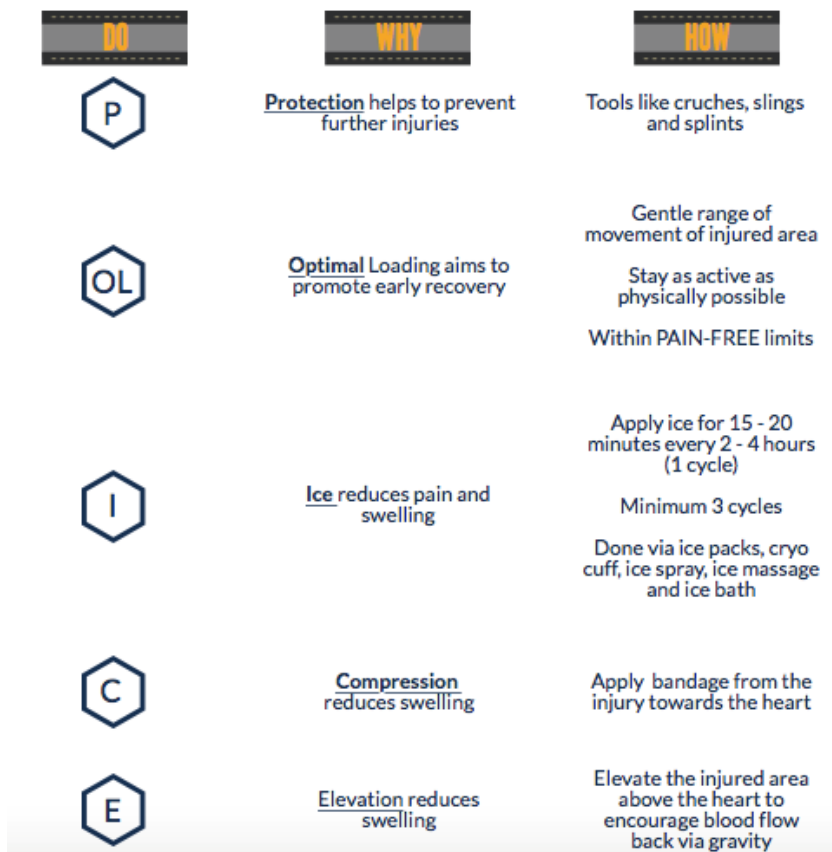 DO
WHY
HOW
P
Protection helps to prevent
further injuries
Tools like cruches, slings
and splints
OL
Optimal Loading aims to
promote early recovery
Gentle range of
movement of injured area
Stay as active as
physically possible
Within PAIN-FREE limits
I
Ice reduces pain and
swelling
Apply ice for 15 - 20
minutes every 2 - 4 hours
(1 cycle)
Minimum 3 cycles
Done via ice packs, cryo
cuff, ice spray, ice massage
and ice bath
C
Compression
reduces swelling
Apply bandage from the
injury towards the heart
E
Elevation reduces
swelling
Elevate the injured area
above the heart to
encourage blood flow
back via gravity